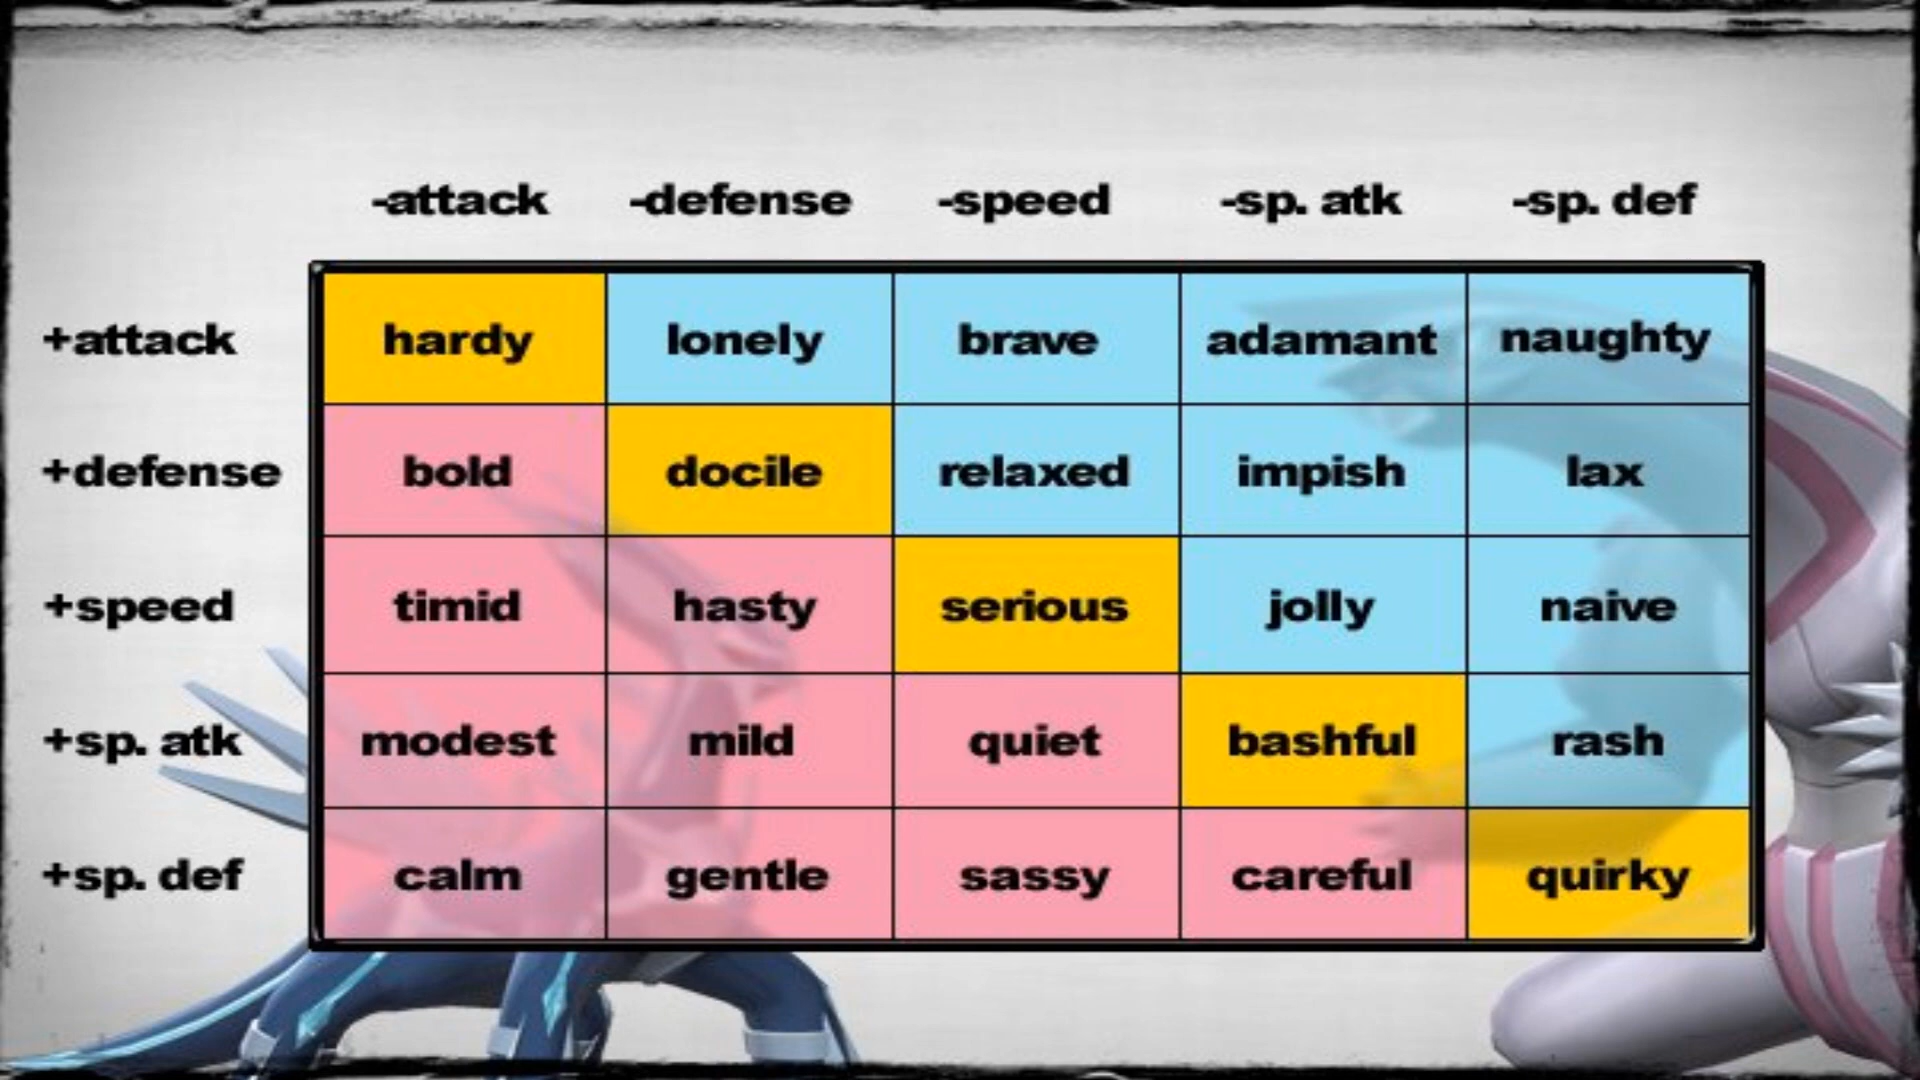 -attack -defense -speed -sp. atk -sp. def
+attack hardy lonely brave adamant naughty
+defense bold docile relaxed impish lax
+speed timid hasty serious jolly naive
+sp. atk modest mild quiet bashful rash
+sp. def calm gentle sassy careful quirky